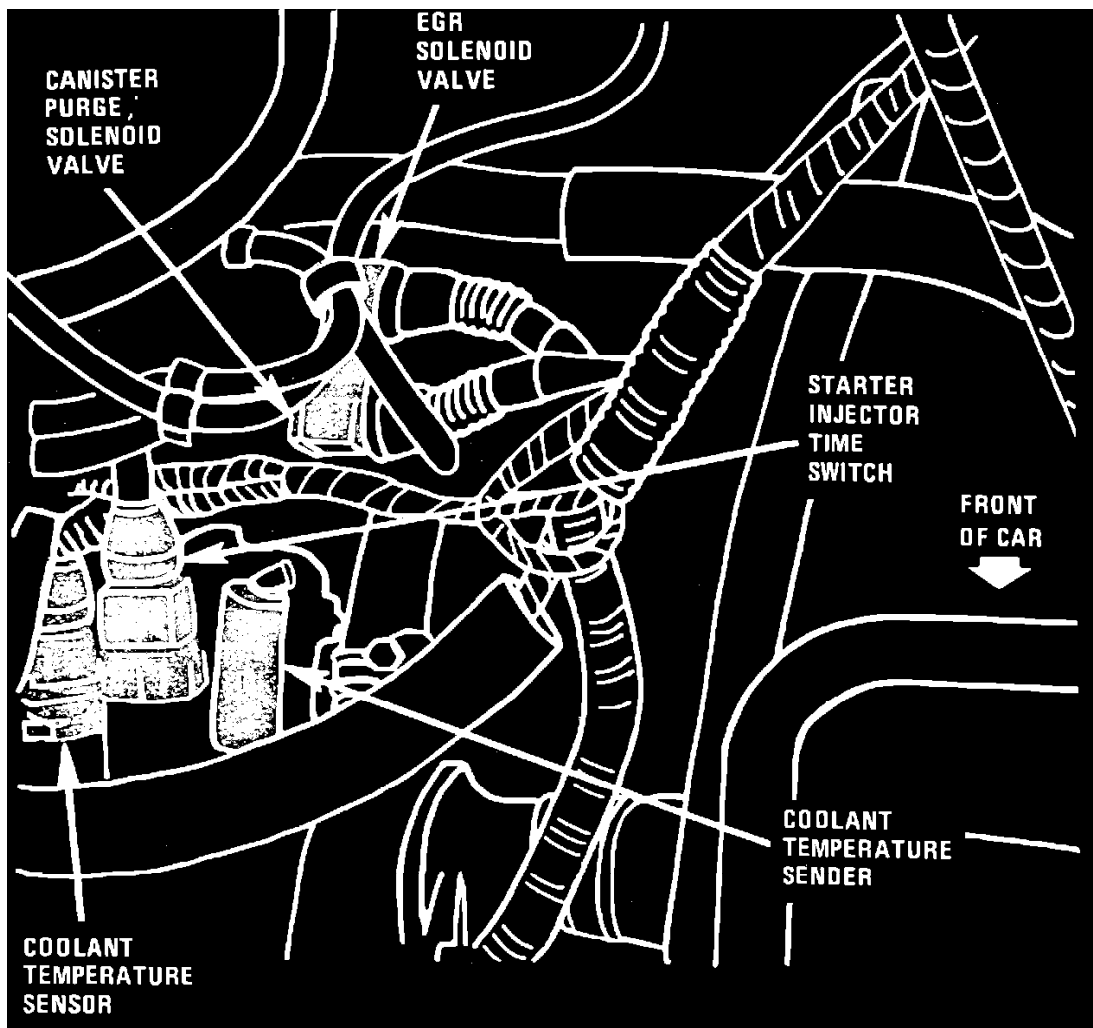 EGR
SOLENOID
VALVE
CANISTER
PURGE,
SOLENOID
VALVE
STARTER
INJECTOR
TIME
SWITCH
FRONT
OF CAR
COOLANT
TEMPERATURE
SENDER
COOLANT
TEMPERATURE
SENSOR